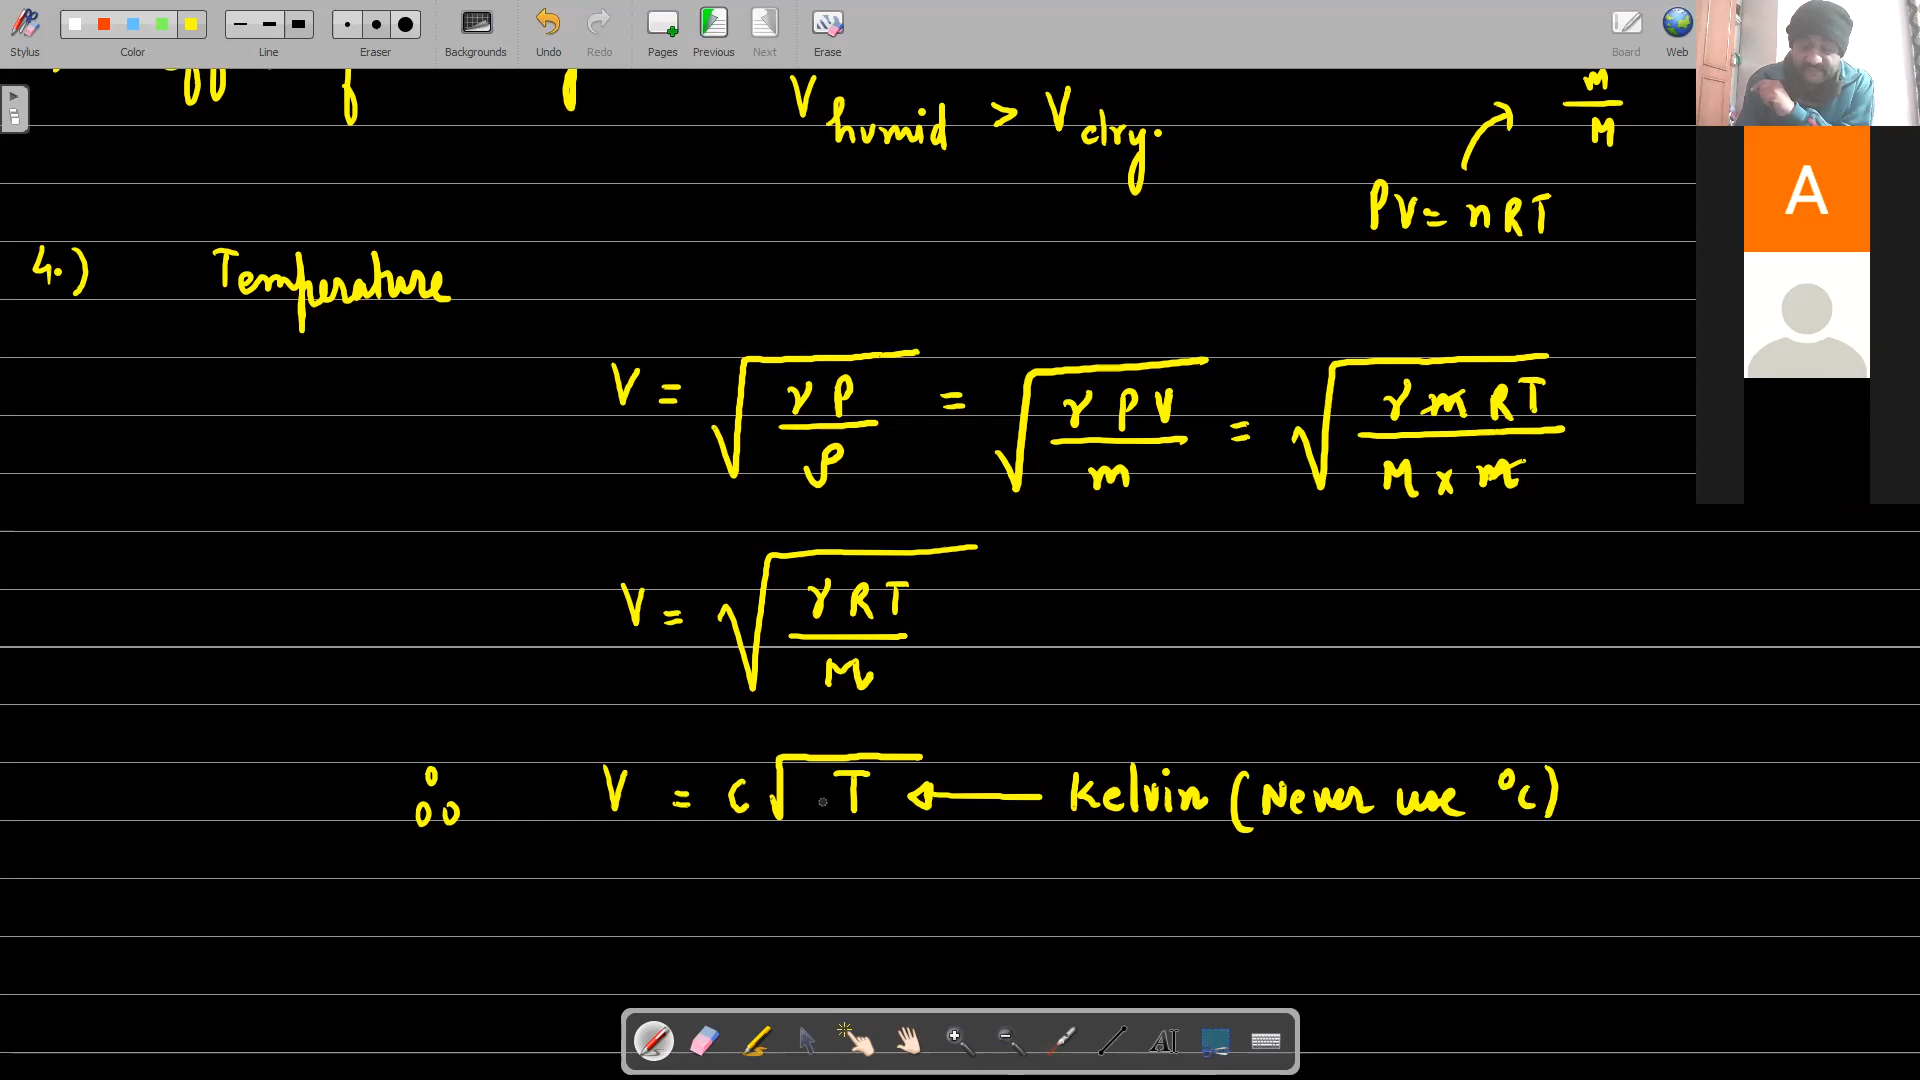 Stylus Color Line Eraser Backgrounds Undo Redo Pages Previous Next Erase Board Web
V humid > V dry.
m
M
PV = nRT
A
4.) Temperature
V = √(γP/ρ) = √(γPV/m) = √(γmRT/(M x m))
V = √(γRT/M)
∴ V = c√T ← Kelvin (Never use °C)
AI